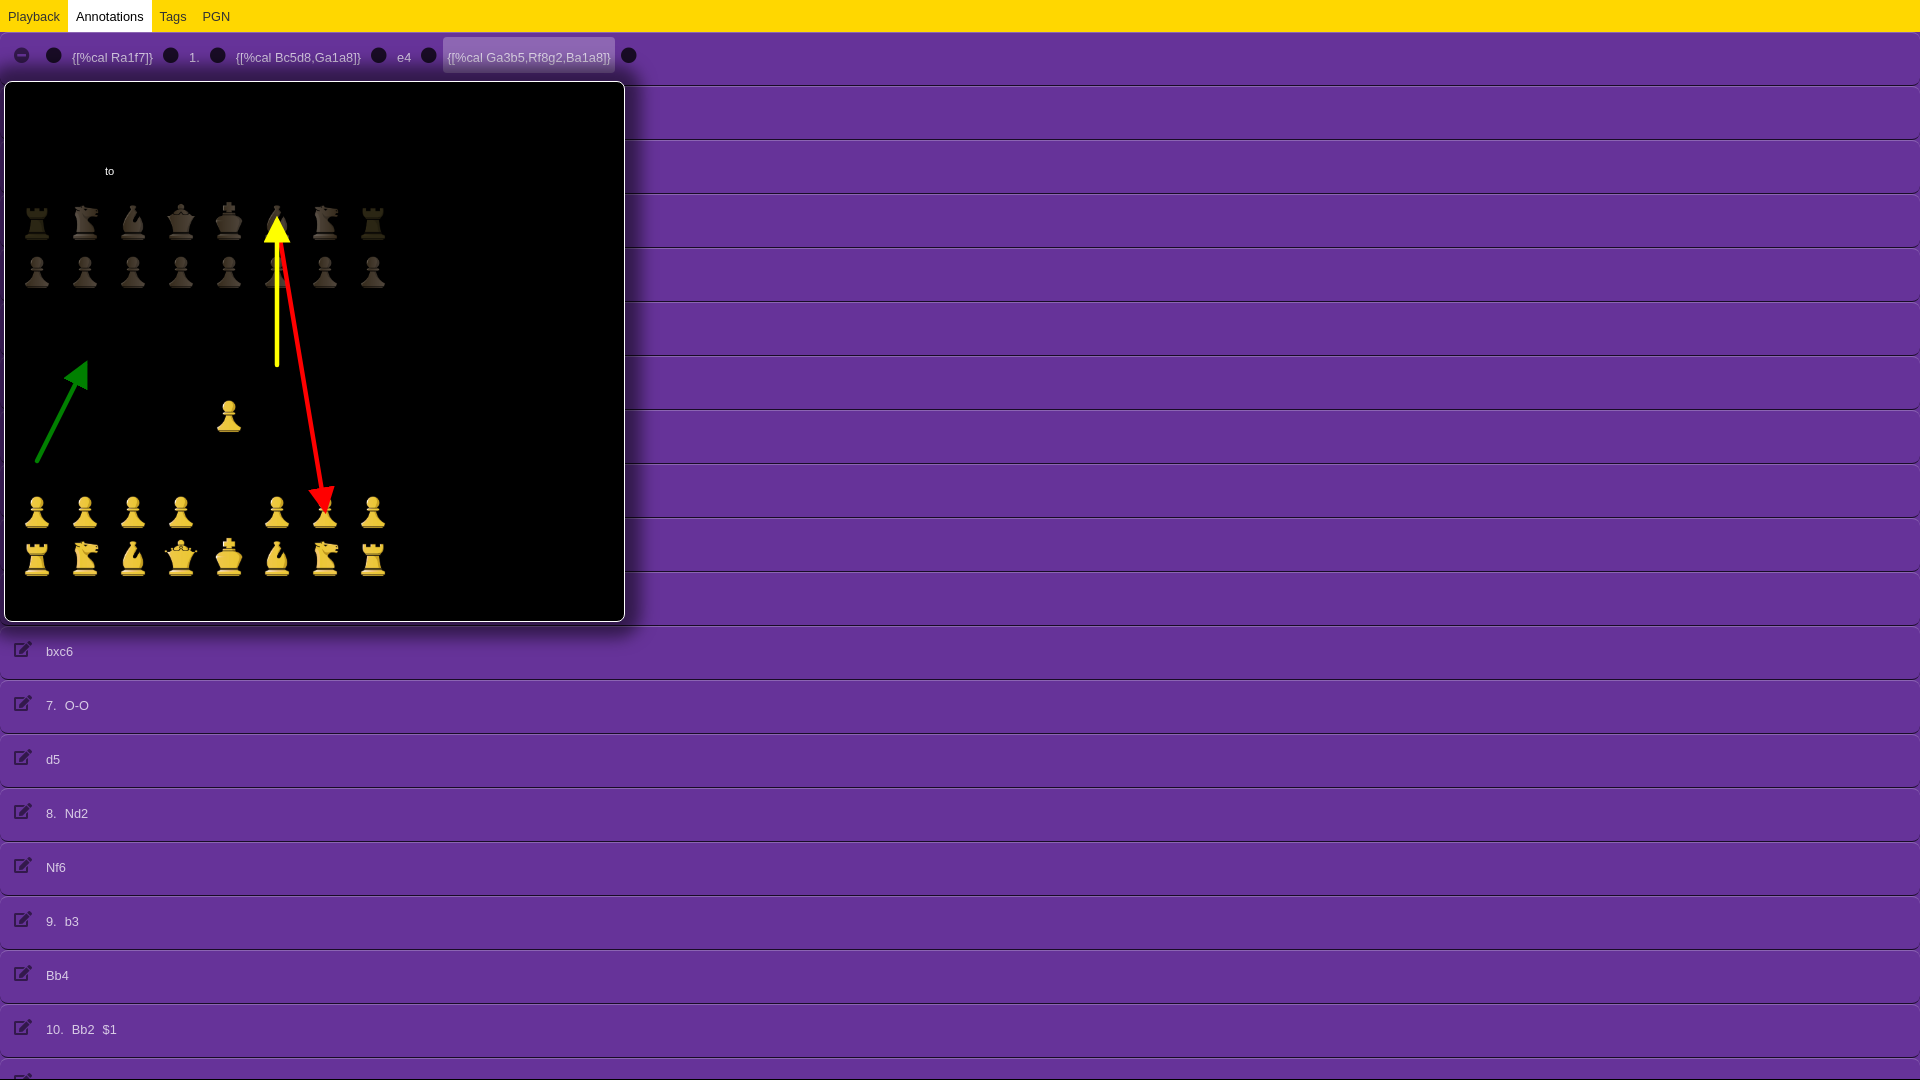 Playback Annotations Tags PGN
{[%cal Ra1f7]} 1. {[%cal Bc5d8,Ga1a8]} e4 {[%cal Ga3b5,Rf8g2,Ba1a8]}
to
bxc6
7. O-O
d5
8. Nd2
Nf6
9. b3
Bb4
10. Bb2 $1